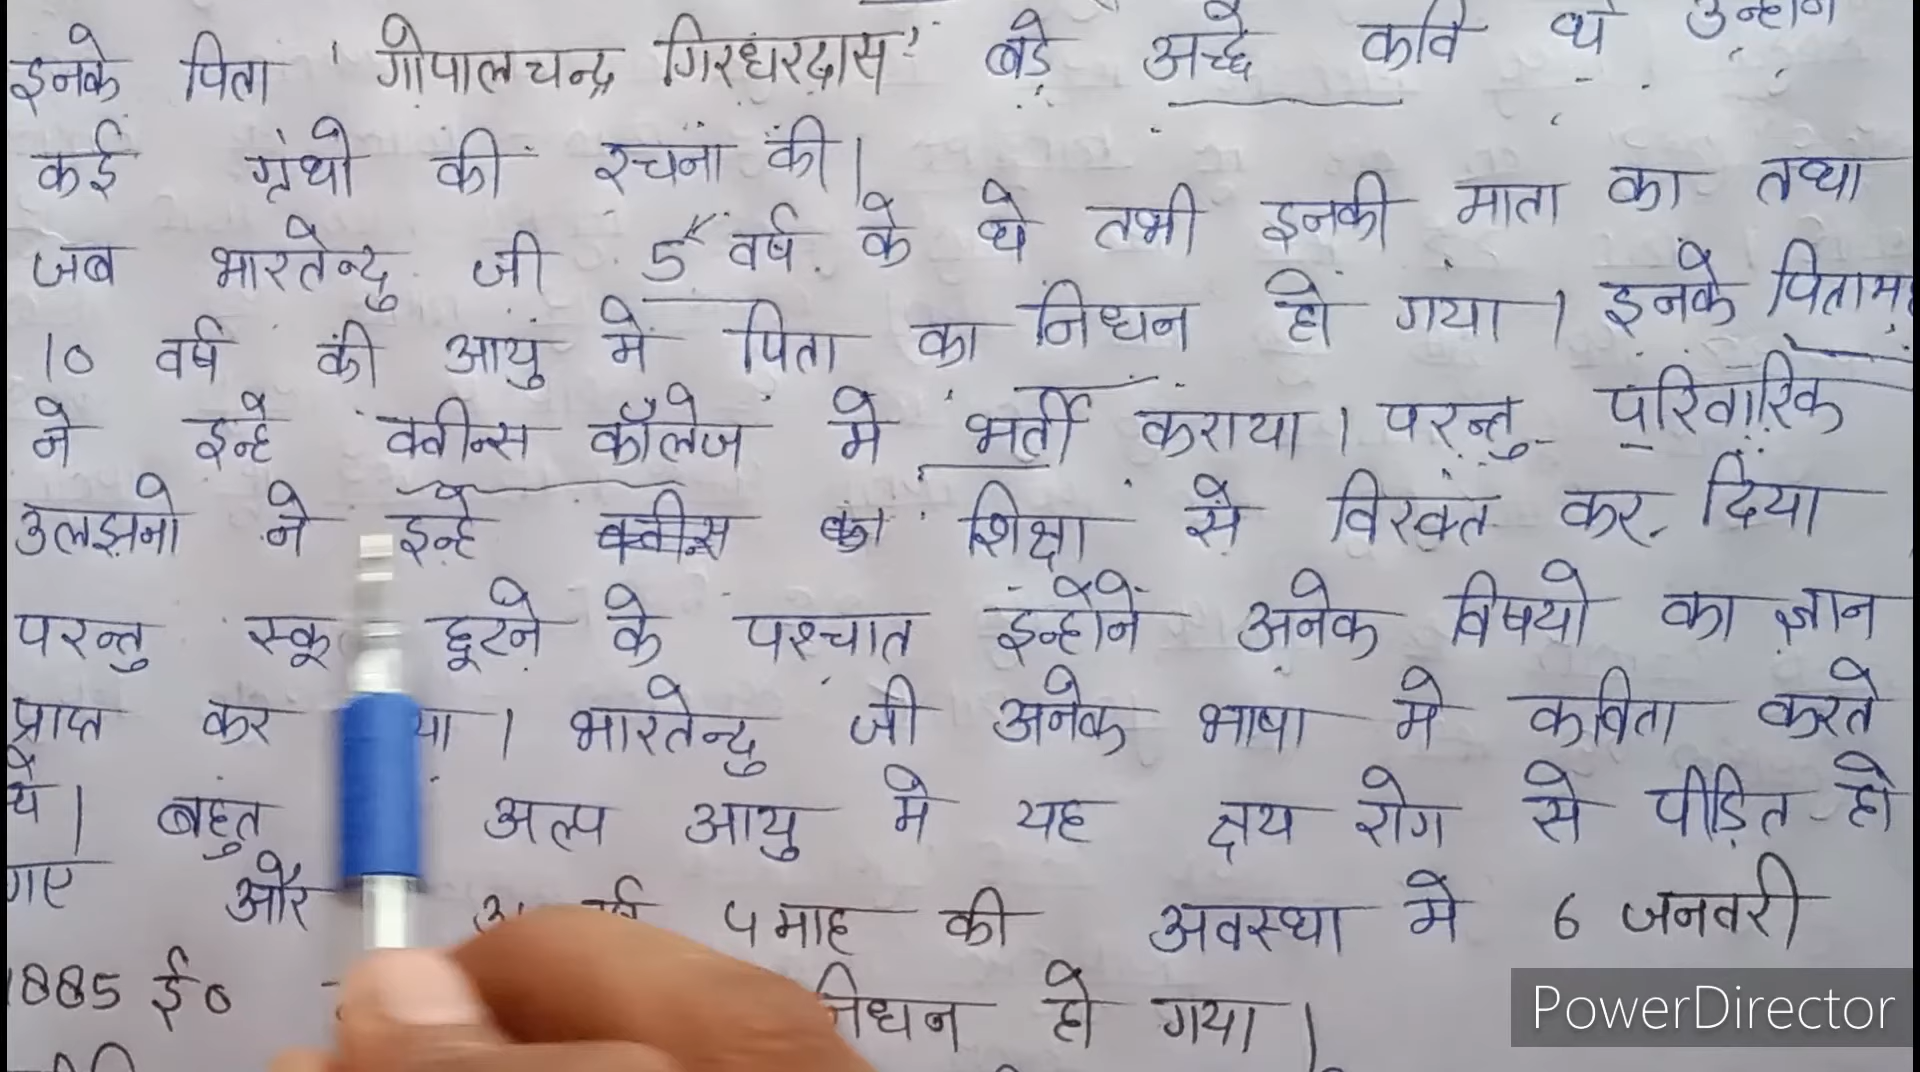 इनके पिता 'गोपालचन्द्र गिरधरदास' बड़े अच्छे कवि थे उन्होंने
कई ग्रंथो की रचना की।
जब भारतेन्दु जी 5 वर्ष के थे तभी इनकी माता का तथा
10 वर्ष की आयु में पिता का निधन हो गया। इनके पितामह
ने इन्हे क्वीन्स कॉलेज मे भर्ती कराया। परन्तु परिवारिक
उलझनो ने इन्हे शिक्षा से विरक्त कर दिया
परन्तु छूटने के पश्चात इन्होंने अनेक विषयो का ज्ञान
प्राप्त कर । भारतेन्दु जी अनेक भाषा मे कविता करते
थे। बहुत अल्प आयु मे यह क्षय रोग से पीड़ित हो
गए और माह की अवस्था मे 6 जनवरी
1885 ई० निधन हो गया।
PowerDirector